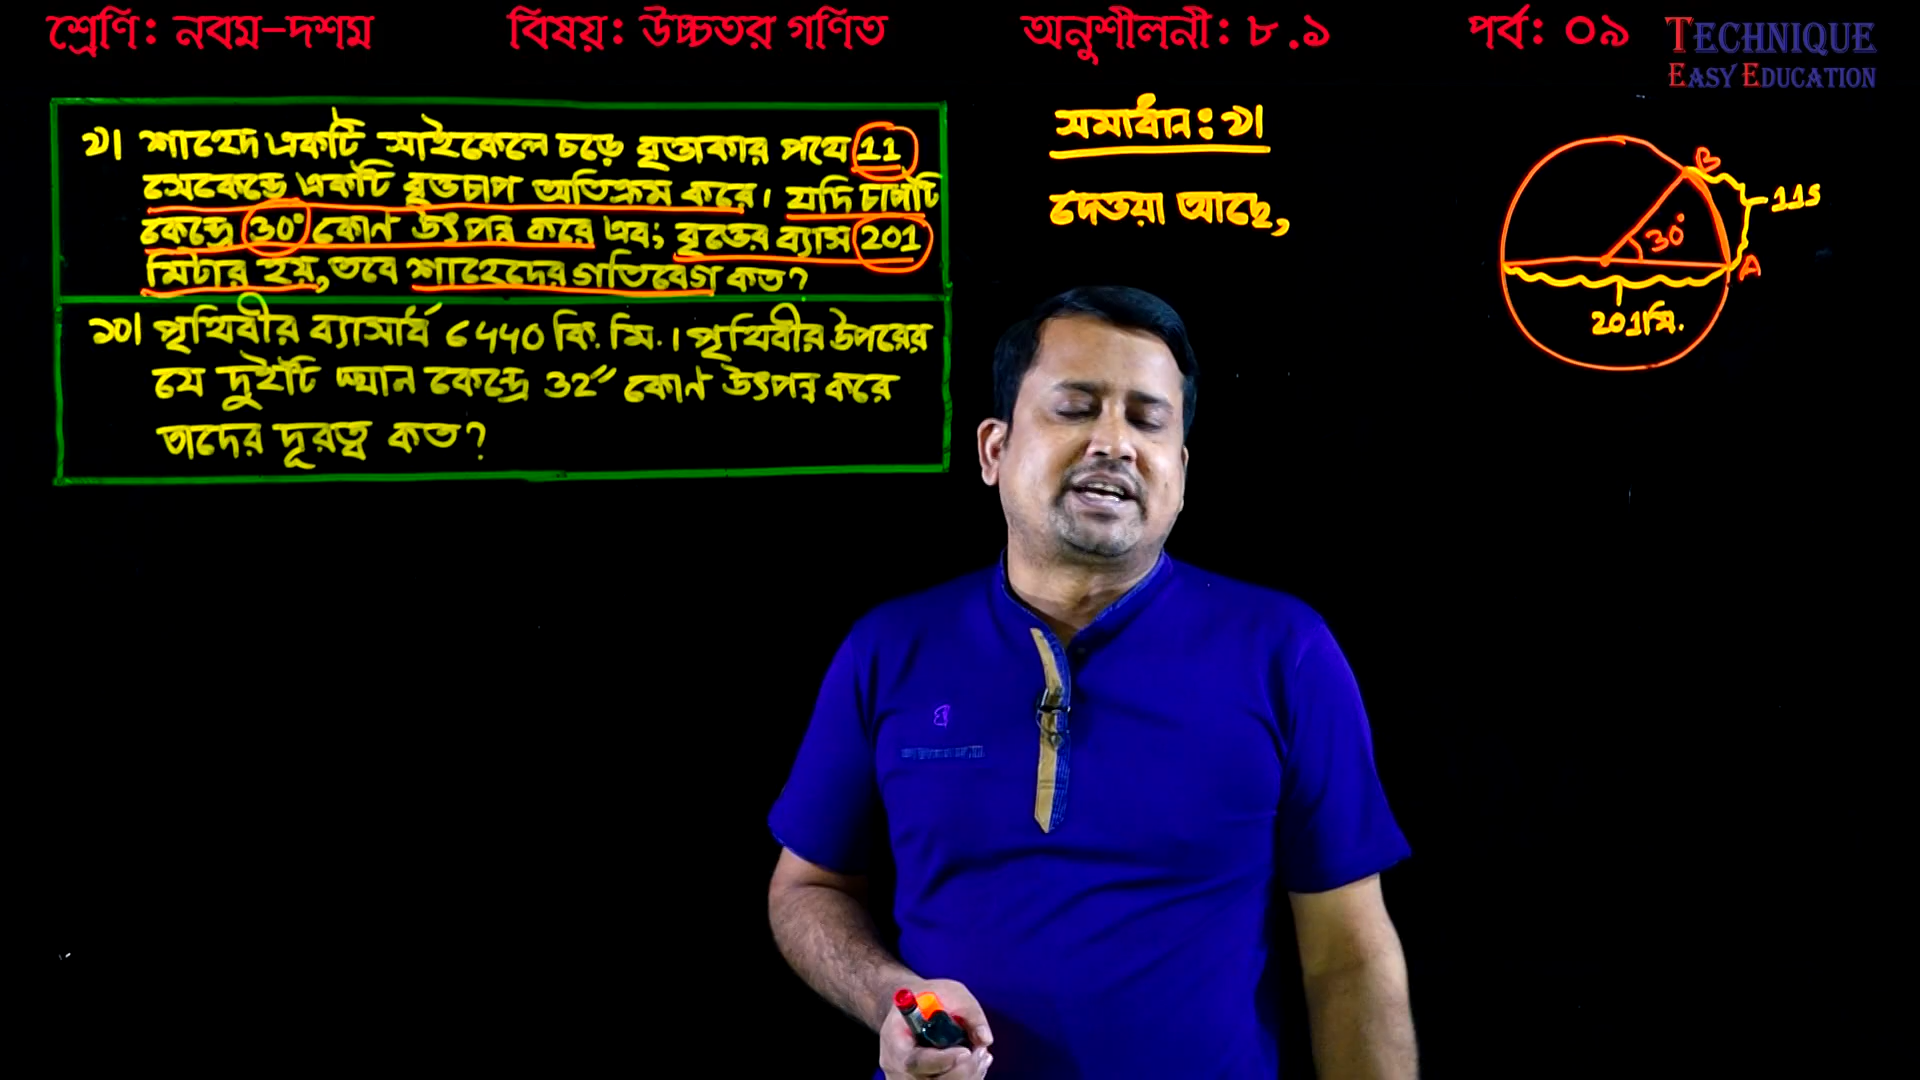 শ্রেণি: নবম-দশম বিষয়: উচ্চতর গণিত অনুশীলনী: ৮.১ পর্ব: ০৯
TECHNIQUE
EASY EDUCATION
৯। শাহেদ একটি সাইকেলে চড়ে বৃত্তাকার পথে 11
সেকেন্ডে একটি বৃত্তচাপ অতিক্রম করে। যদি চাপটি
কেন্দ্রে 30° কোণ উৎপন্ন করে এবং বৃত্তের ব্যাস 201
মিটার হয়, তবে শাহেদের গতিবেগ কত?
১০। পৃথিবীর ব্যাসার্ধ ৬৪৪০ কি. মি.। পৃথিবীর উপরের
যে দুইটি স্থান কেন্দ্রে 32″ কোণ উৎপন্ন করে
তাদের দূরত্ব কত?
সমাধান: ৯।
দেওয়া আছে,
B
11s
30°
A
201মি.